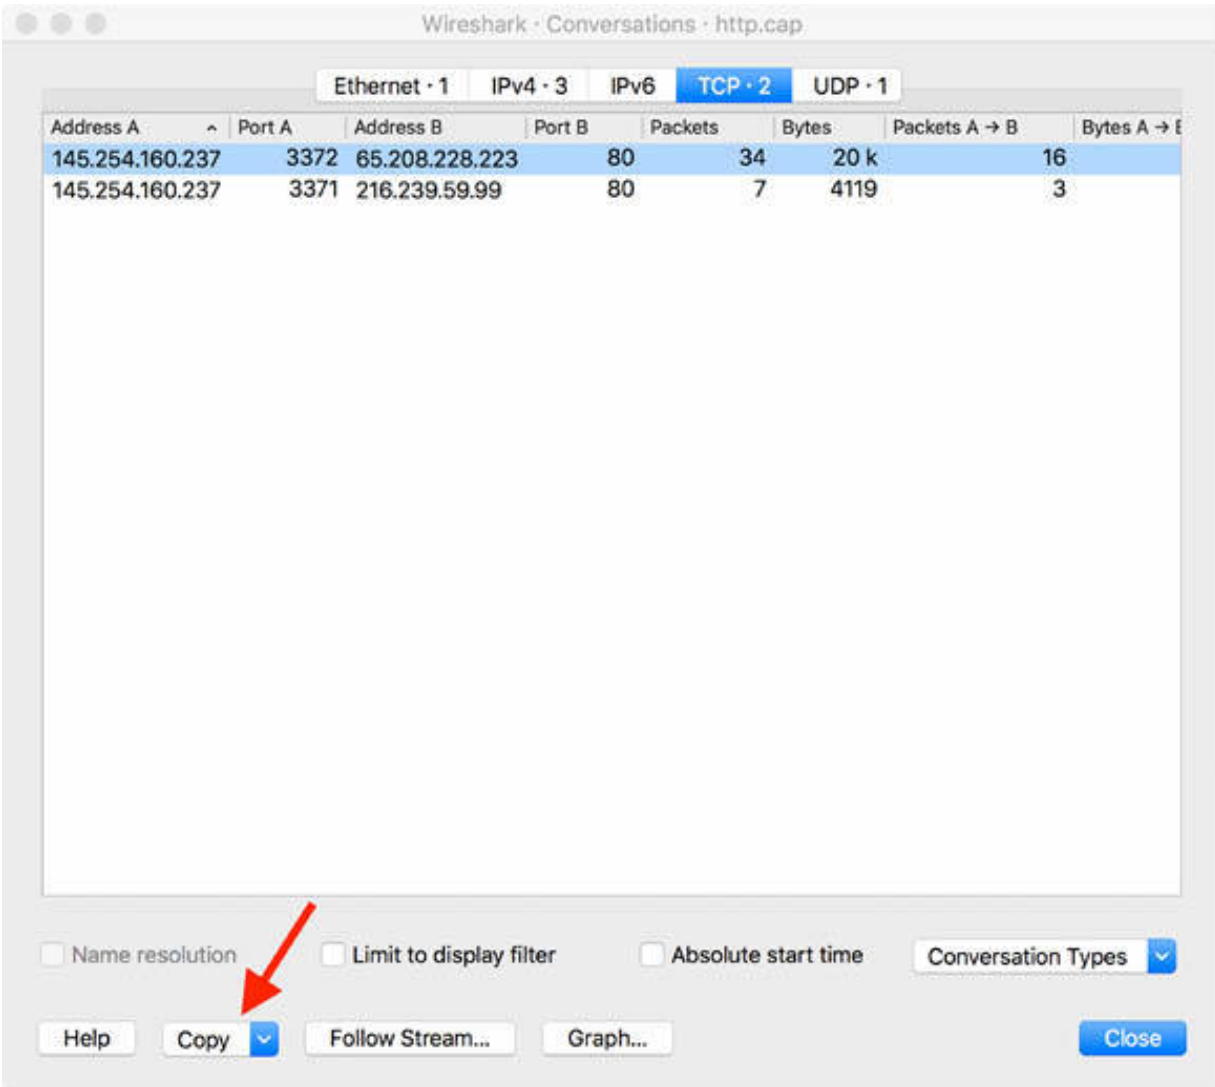 Wireshark · Conversations · http.cap
Ethernet · 1 IPv4 · 3 IPv6 TCP · 2 UDP · 1
Address A Port A Address B Port B Packets Bytes Packets A → B Bytes A → B
145.254.160.237 3372 65.208.228.223 80 34 20 k 16
145.254.160.237 3371 216.239.59.99 80 7 4119 3
Name resolution Limit to display filter Absolute start time Conversation Types
Help Copy Follow Stream... Graph... Close